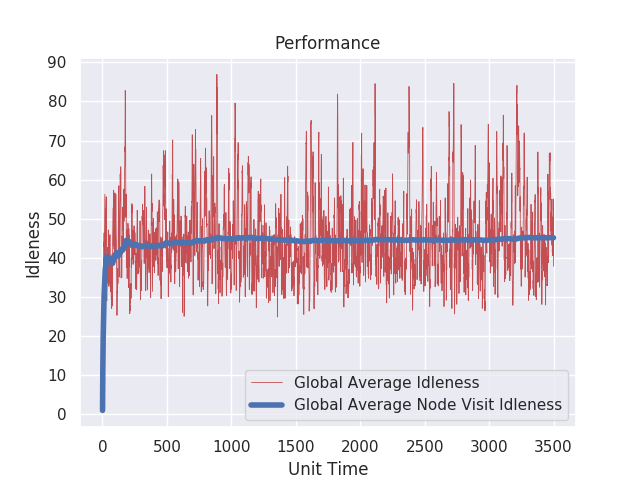 Performance
90
80
70
60
50
40
30
20
10
0
Idleness
Global Average Idleness
Global Average Node Visit Idleness
0 500 1000 1500 2000 2500 3000 3500
Unit Time